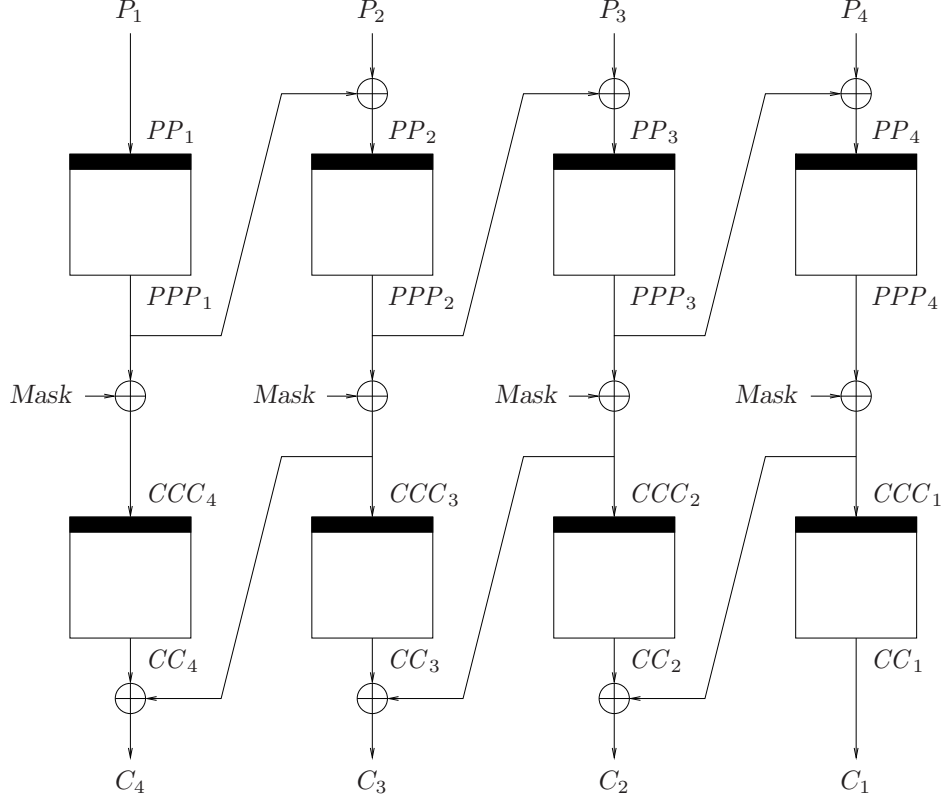 P₁ P₂ P₃ P₄
PP₁ PP₂ PP₃ PP₄
PPP₁ PPP₂ PPP₃ PPP₄
Mask Mask Mask Mask
CCC₄ CCC₃ CCC₂ CCC₁
CC₄ CC₃ CC₂ CC₁
C₄ C₃ C₂ C₁